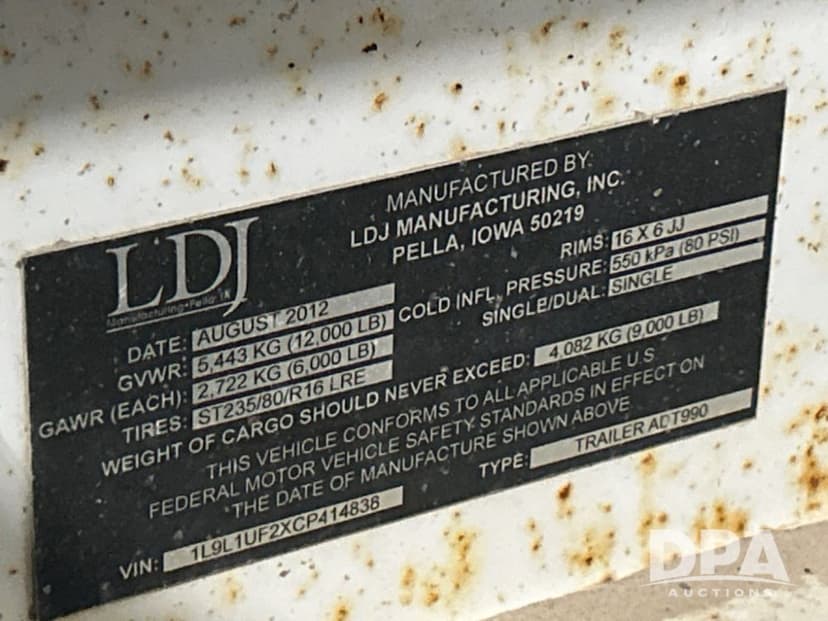 LDJ
Manufacturing • Pella, IA
MANUFACTURED BY:
LDJ MANUFACTURING, INC.
PELLA, IOWA 50219
DATE: AUGUST 2012
GVWR: 5,443 KG (12,000 LB)
GAWR (EACH): 2,722 KG (6,000 LB)
TIRES: ST235/80/R16 LRE
RIMS: 16 X 6 JJ
COLD INFL. PRESSURE: 550 kPa (80 PSI)
SINGLE/DUAL: SINGLE
WEIGHT OF CARGO SHOULD NEVER EXCEED: 4,082 KG (9,000 LB)
THIS VEHICLE CONFORMS TO ALL APPLICABLE U.S
FEDERAL MOTOR VEHICLE SAFETY STANDARDS IN EFFECT ON
THE DATE OF MANUFACTURE SHOWN ABOVE
VIN: 1L9L1UF2XCP414838
TYPE: TRAILER ADT990
DPA
AUCTIONS